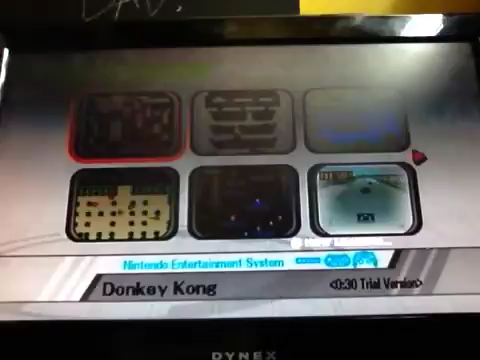 Nintendo Entertainment System
Donkey Kong
<0:30 Trial Version>
DYNEX